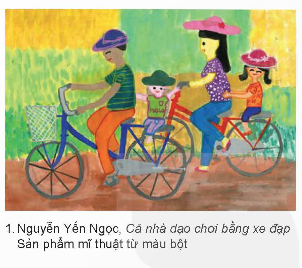 1. Nguyễn Yến Ngọc, Cả nhà dạo chơi bằng xe đạp
Sản phẩm mĩ thuật từ màu bột